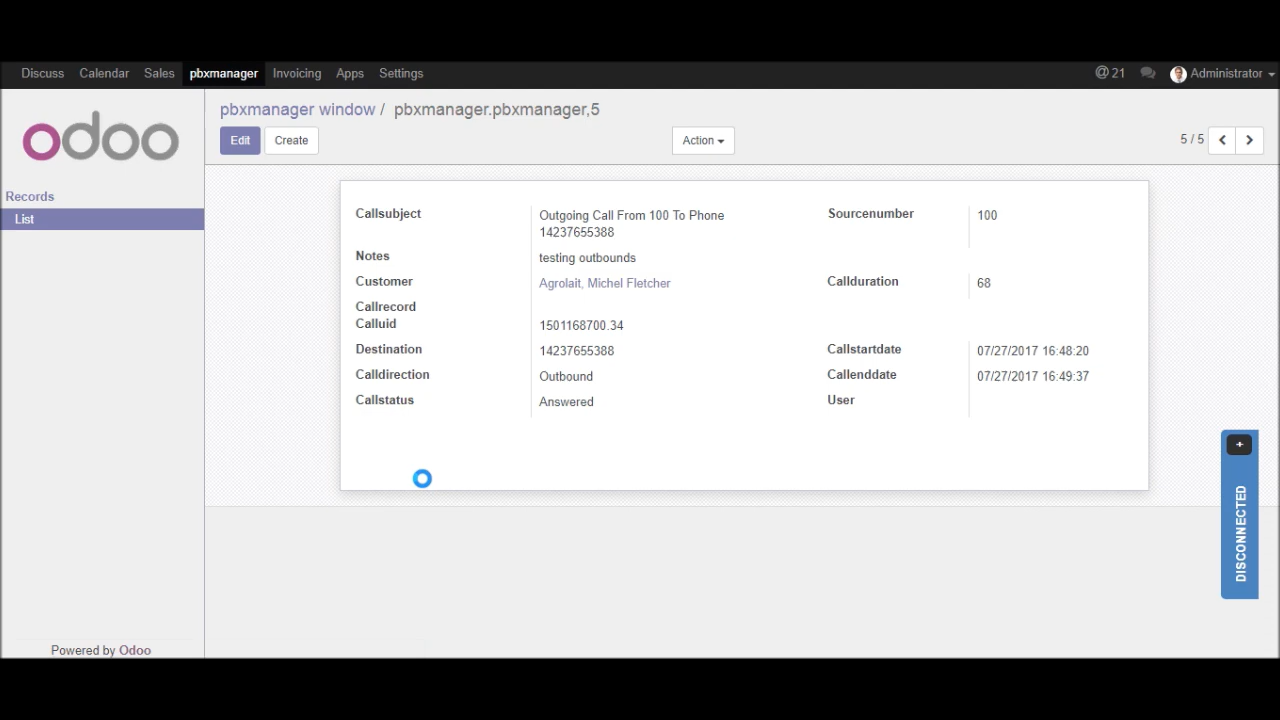 Discuss Calendar Sales pbxmanager Invoicing Apps Settings @ 21 Administrator
odoo
pbxmanager window / pbxmanager.pbxmanager,5
Edit Create Action 5 / 5
Records
List
Callsubject Outgoing Call From 100 To Phone Sourcenumber 100
14237655388
Notes testing outbounds
Customer Agrolait, Michel Fletcher Callduration 68
Callrecord
Calluid 1501168700.34
Destination 14237655388 Callstartdate 07/27/2017 16:48:20
Calldirection Outbound Callenddate 07/27/2017 16:49:37
Callstatus Answered User
+
DISCONNECTED
Powered by Odoo